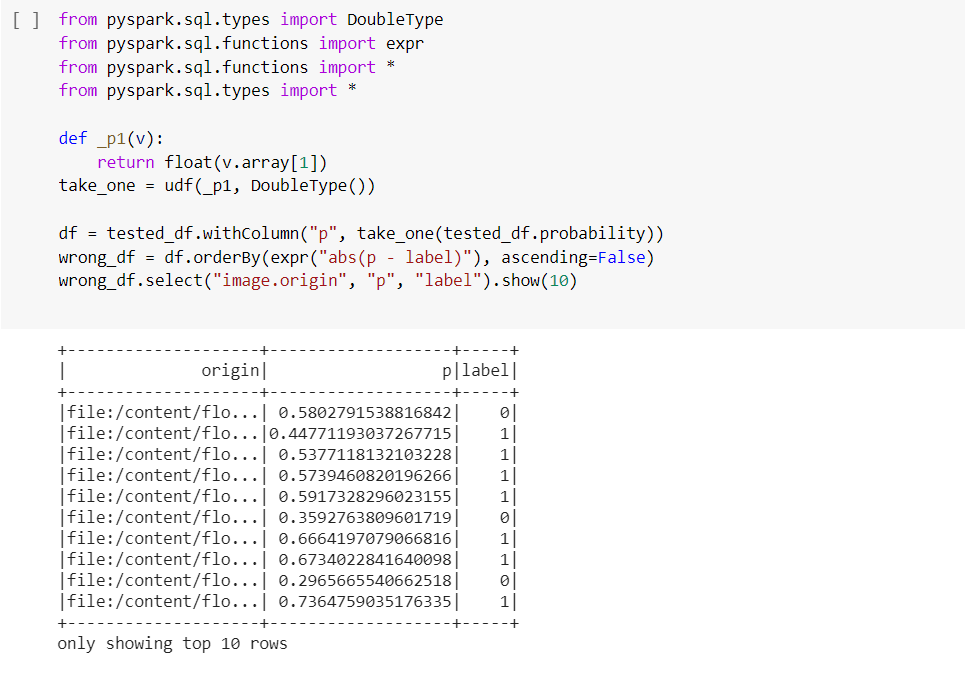 [ ] from pyspark.sql.types import DoubleType
from pyspark.sql.functions import expr
from pyspark.sql.functions import *
from pyspark.sql.types import *
def _p1(v):
    return float(v.array[1])
take_one = udf(_p1, DoubleType())
df = tested_df.withColumn("p", take_one(tested_df.probability))
wrong_df = df.orderBy(expr("abs(p - label)"), ascending=False)
wrong_df.select("image.origin", "p", "label").show(10)
+--------------------+-------------------+-----+
|              origin|                  p|label|
+--------------------+-------------------+-----+
|file:/content/flo...| 0.5802791538816842|    0|
|file:/content/flo...|0.44771193037267715|    1|
|file:/content/flo...| 0.5377118132103228|    1|
|file:/content/flo...| 0.5739460820196266|    1|
|file:/content/flo...| 0.5917328296023155|    1|
|file:/content/flo...| 0.3592763809601719|    0|
|file:/content/flo...| 0.6664197079066816|    1|
|file:/content/flo...| 0.6734022841640098|    1|
|file:/content/flo...| 0.2965665540662518|    0|
|file:/content/flo...| 0.7364759035176335|    1|
+--------------------+-------------------+-----+
only showing top 10 rows